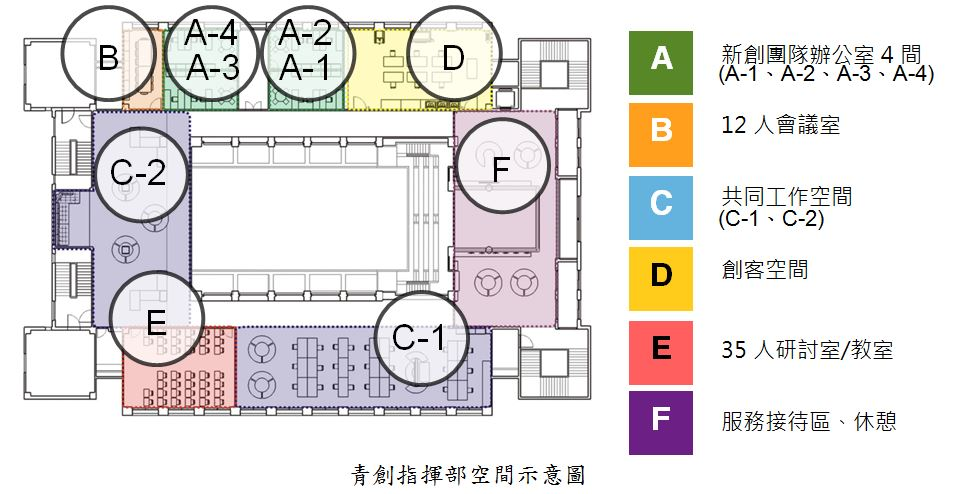 B
A-4
A-3
A-2
A-1
D
C-2
F
E
C-1
A
新創團隊辦公室 4 間
(A-1、A-2、A-3、A-4)
B
12 人會議室
C
共同工作空間
(C-1、C-2)
D
創客空間
E
35 人研討室/教室
F
服務接待區、休憩
青創指揮部空間示意圖